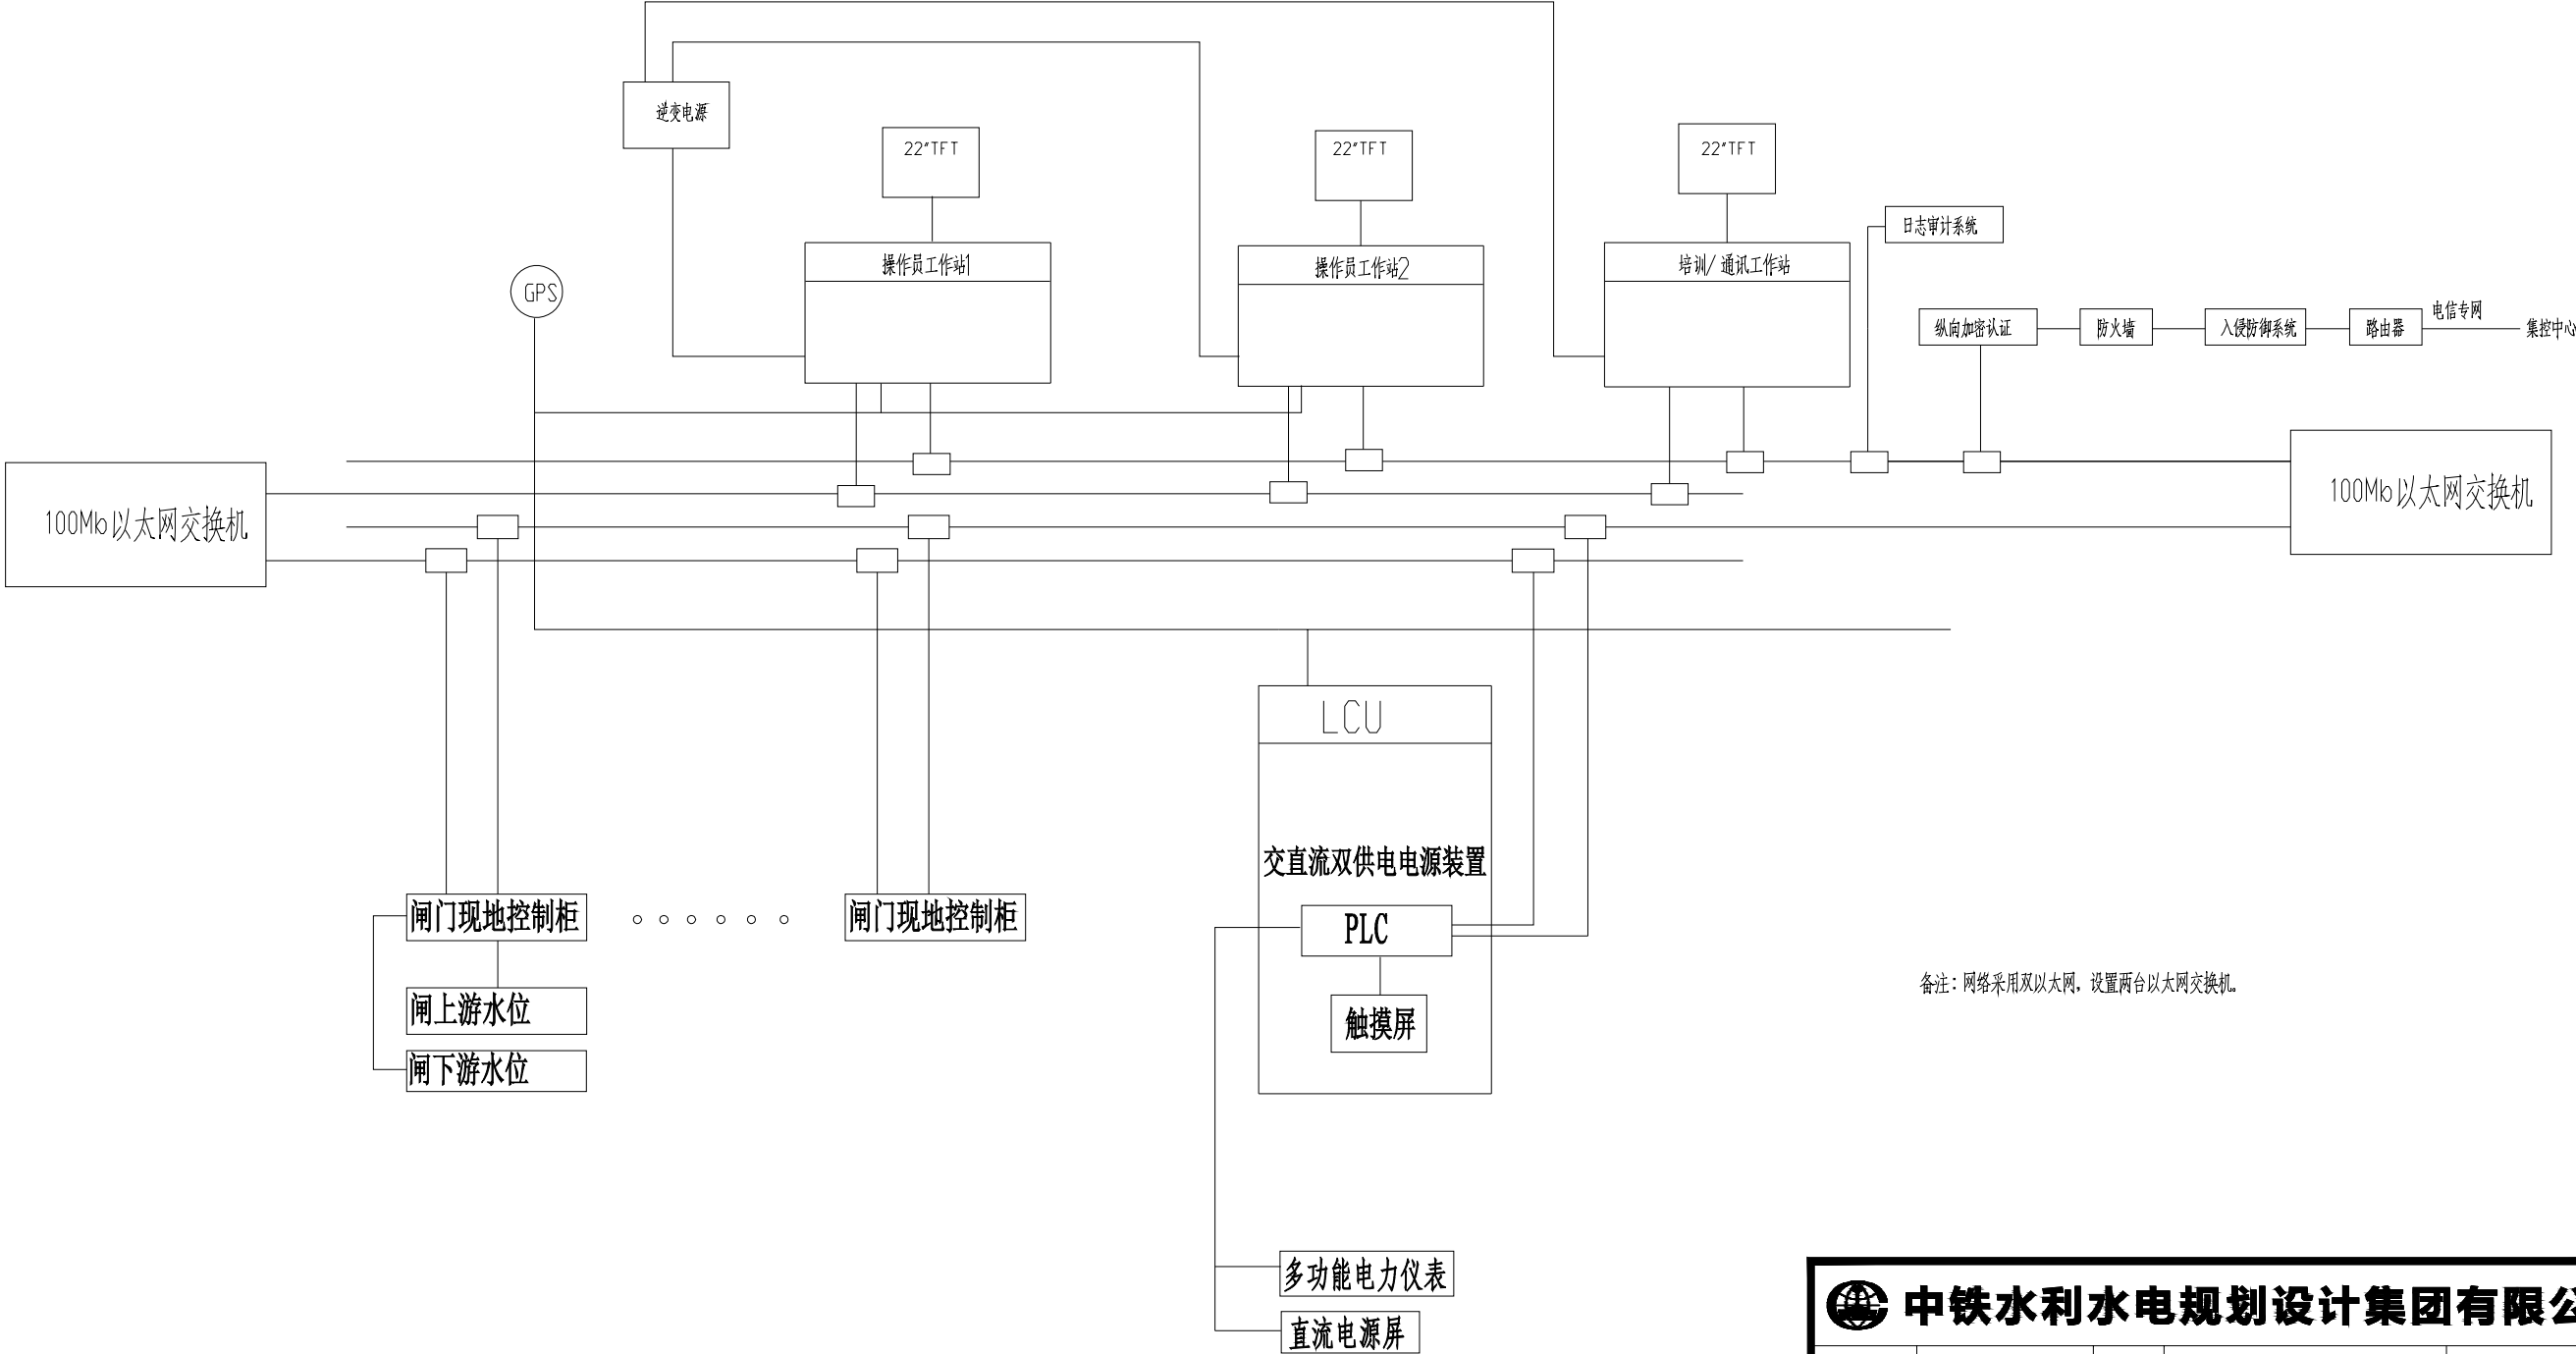 逆变电源
22"TFT
22"TFT
22"TFT
日志审计系统
操作员工作站1
操作员工作站2
培训/通讯工作站
GPS
电信专网
纵向加密认证
防火墙
入侵防御系统
路由器
集控中心
100Mb以太网交换机
100Mb以太网交换机
LCU
交直流双供电电源装置
闸门现地控制柜
闸门现地控制柜
PLC
备注：网络采用双以太网，设置两台以太网交换机。
闸上游水位
触摸屏
闸下游水位
多功能电力仪表
直流电源屏
中铁水利水电规划设计集团有限公